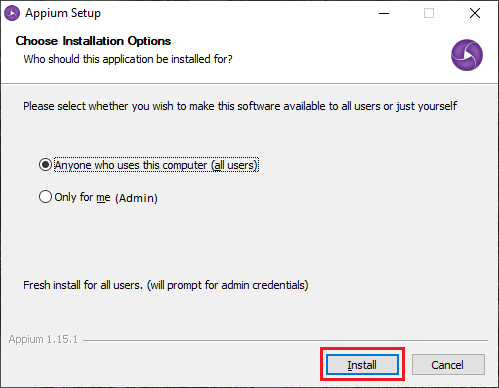 Appium Setup
Choose Installation Options
Who should this application be installed for?
Please select whether you wish to make this software available to all users or just yourself
Anyone who uses this computer (all users)
Only for me (Admin)
Fresh install for all users. (will prompt for admin credentials)
Appium 1.15.1
Install Cancel